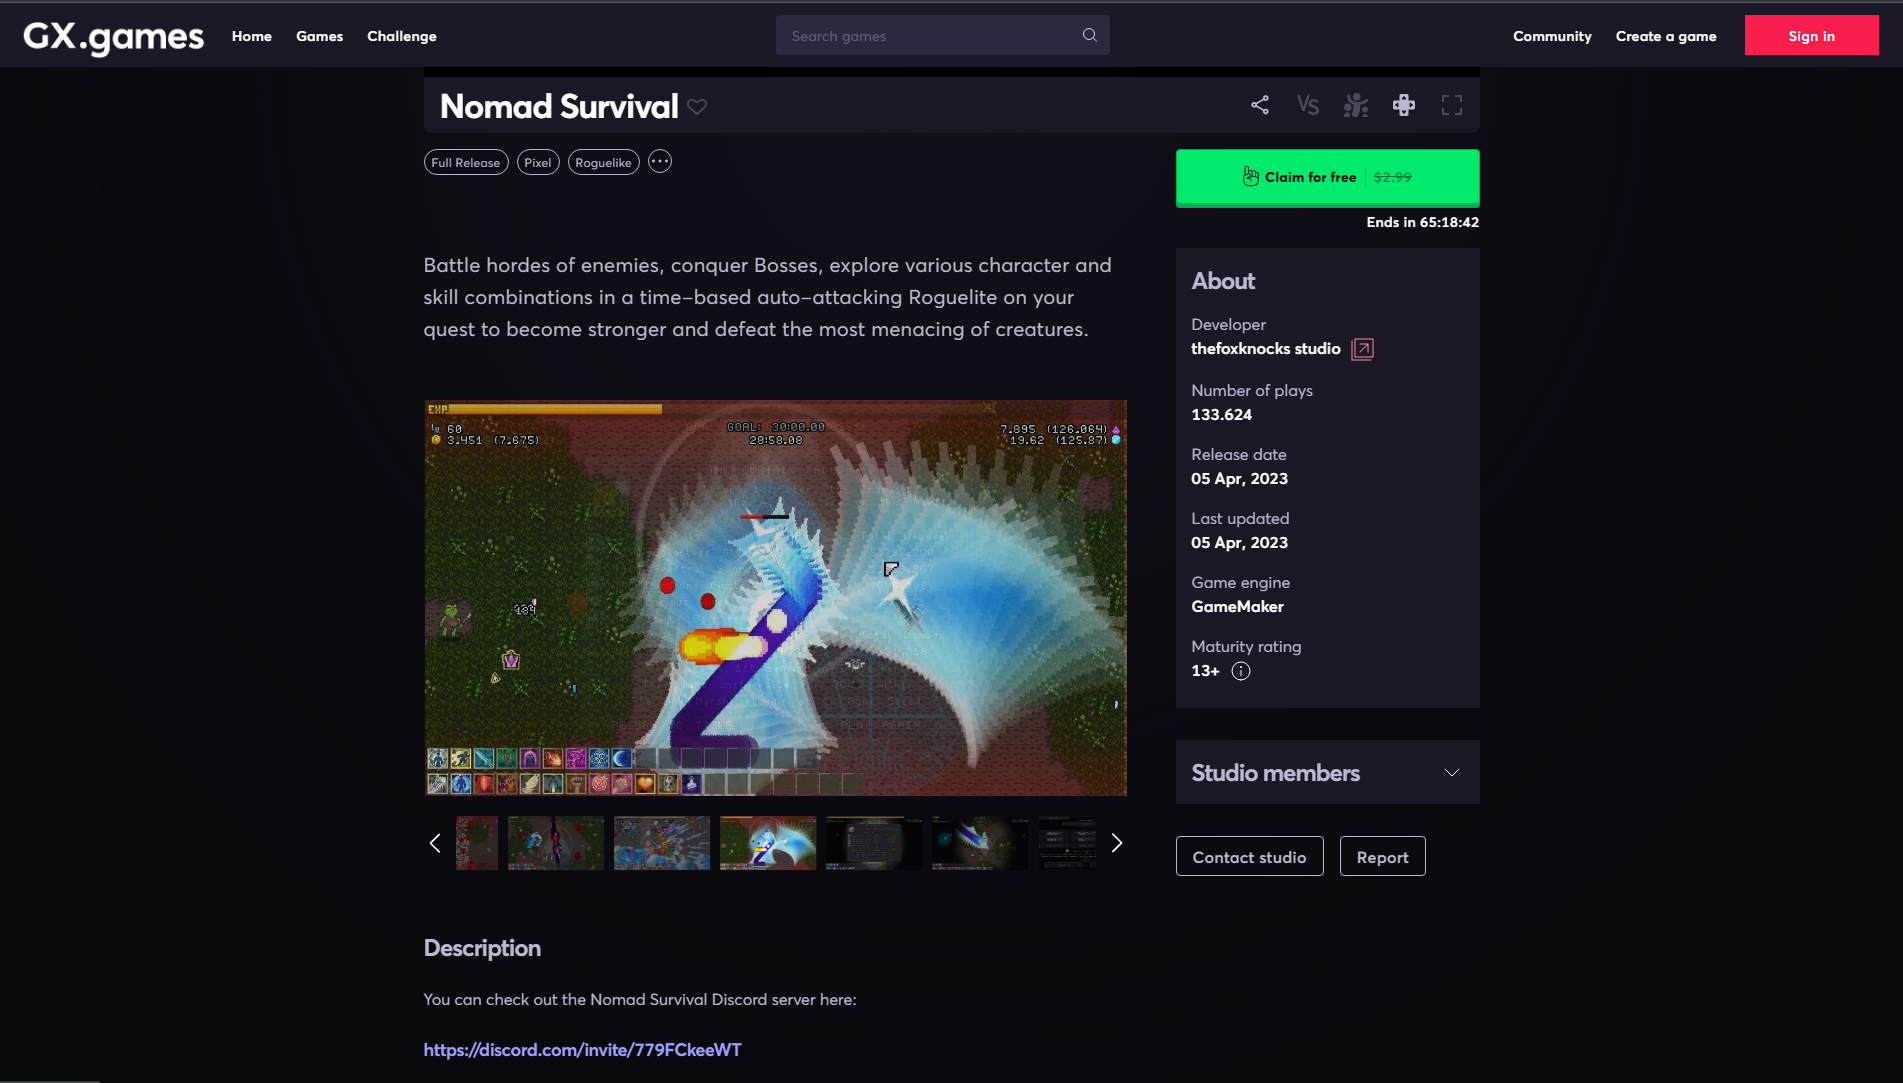 GX.games
Home
Games
Challenge
Search games
Community
Create a game
Sign in
Nomad Survival
VS
Full Release
Pixel
Roguelike
Claim for free
$2.99
Ends in 65:18:42
Battle hordes of enemies, conquer Bosses, explore various character and
skill combinations in a time-based auto-attacking Roguelite on your
quest to become stronger and defeat the most menacing of creatures.
EXP
60
3.451 (7.675)
GOAL: 30:00.00
28:58.08
7.895 (126.064)
19.62 (125.87)
THE CURTAIN FALLS
PLAY AGAIN
About
Developer
thefoxknocks studio
Number of plays
133.624
Release date
05 Apr, 2023
Last updated
05 Apr, 2023
Game engine
GameMaker
Maturity rating
13+
Studio members
Contact studio
Report
Description
You can check out the Nomad Survival Discord server here:
https://discord.com/invite/779FCkeeWT